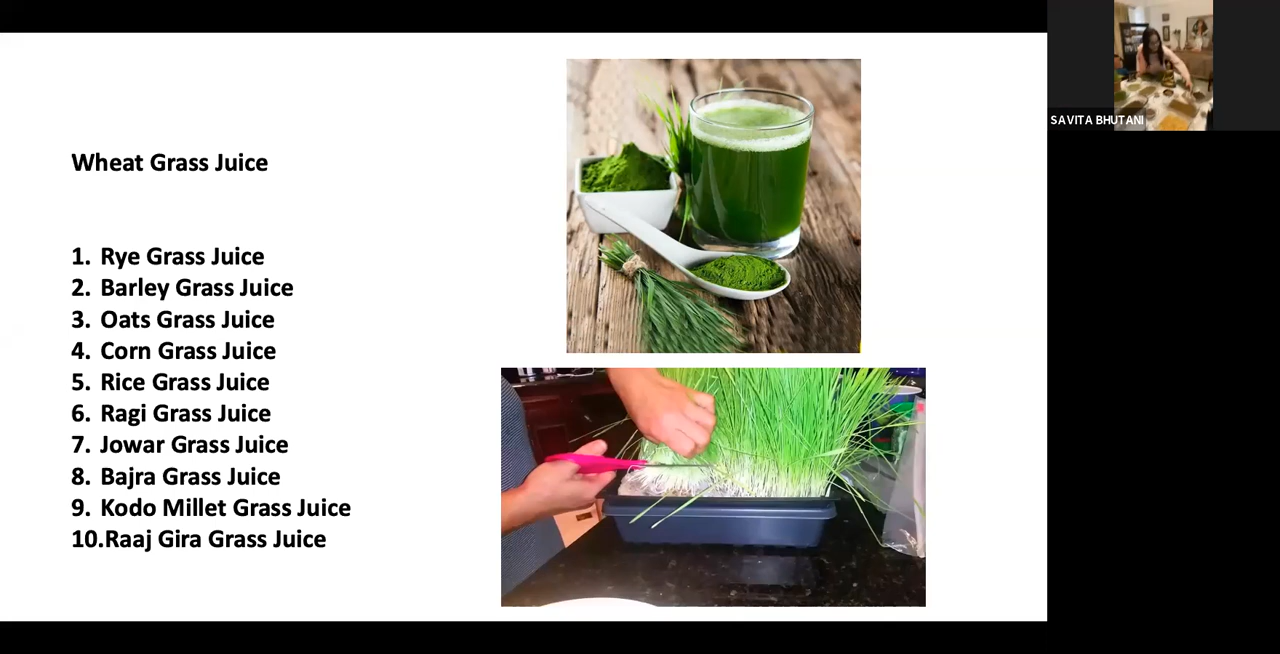 Wheat Grass Juice
1. Rye Grass Juice
2. Barley Grass Juice
3. Oats Grass Juice
4. Corn Grass Juice
5. Rice Grass Juice
6. Ragi Grass Juice
7. Jowar Grass Juice
8. Bajra Grass Juice
9. Kodo Millet Grass Juice
10.Raaj Gira Grass Juice
SAVITA BHUTANI